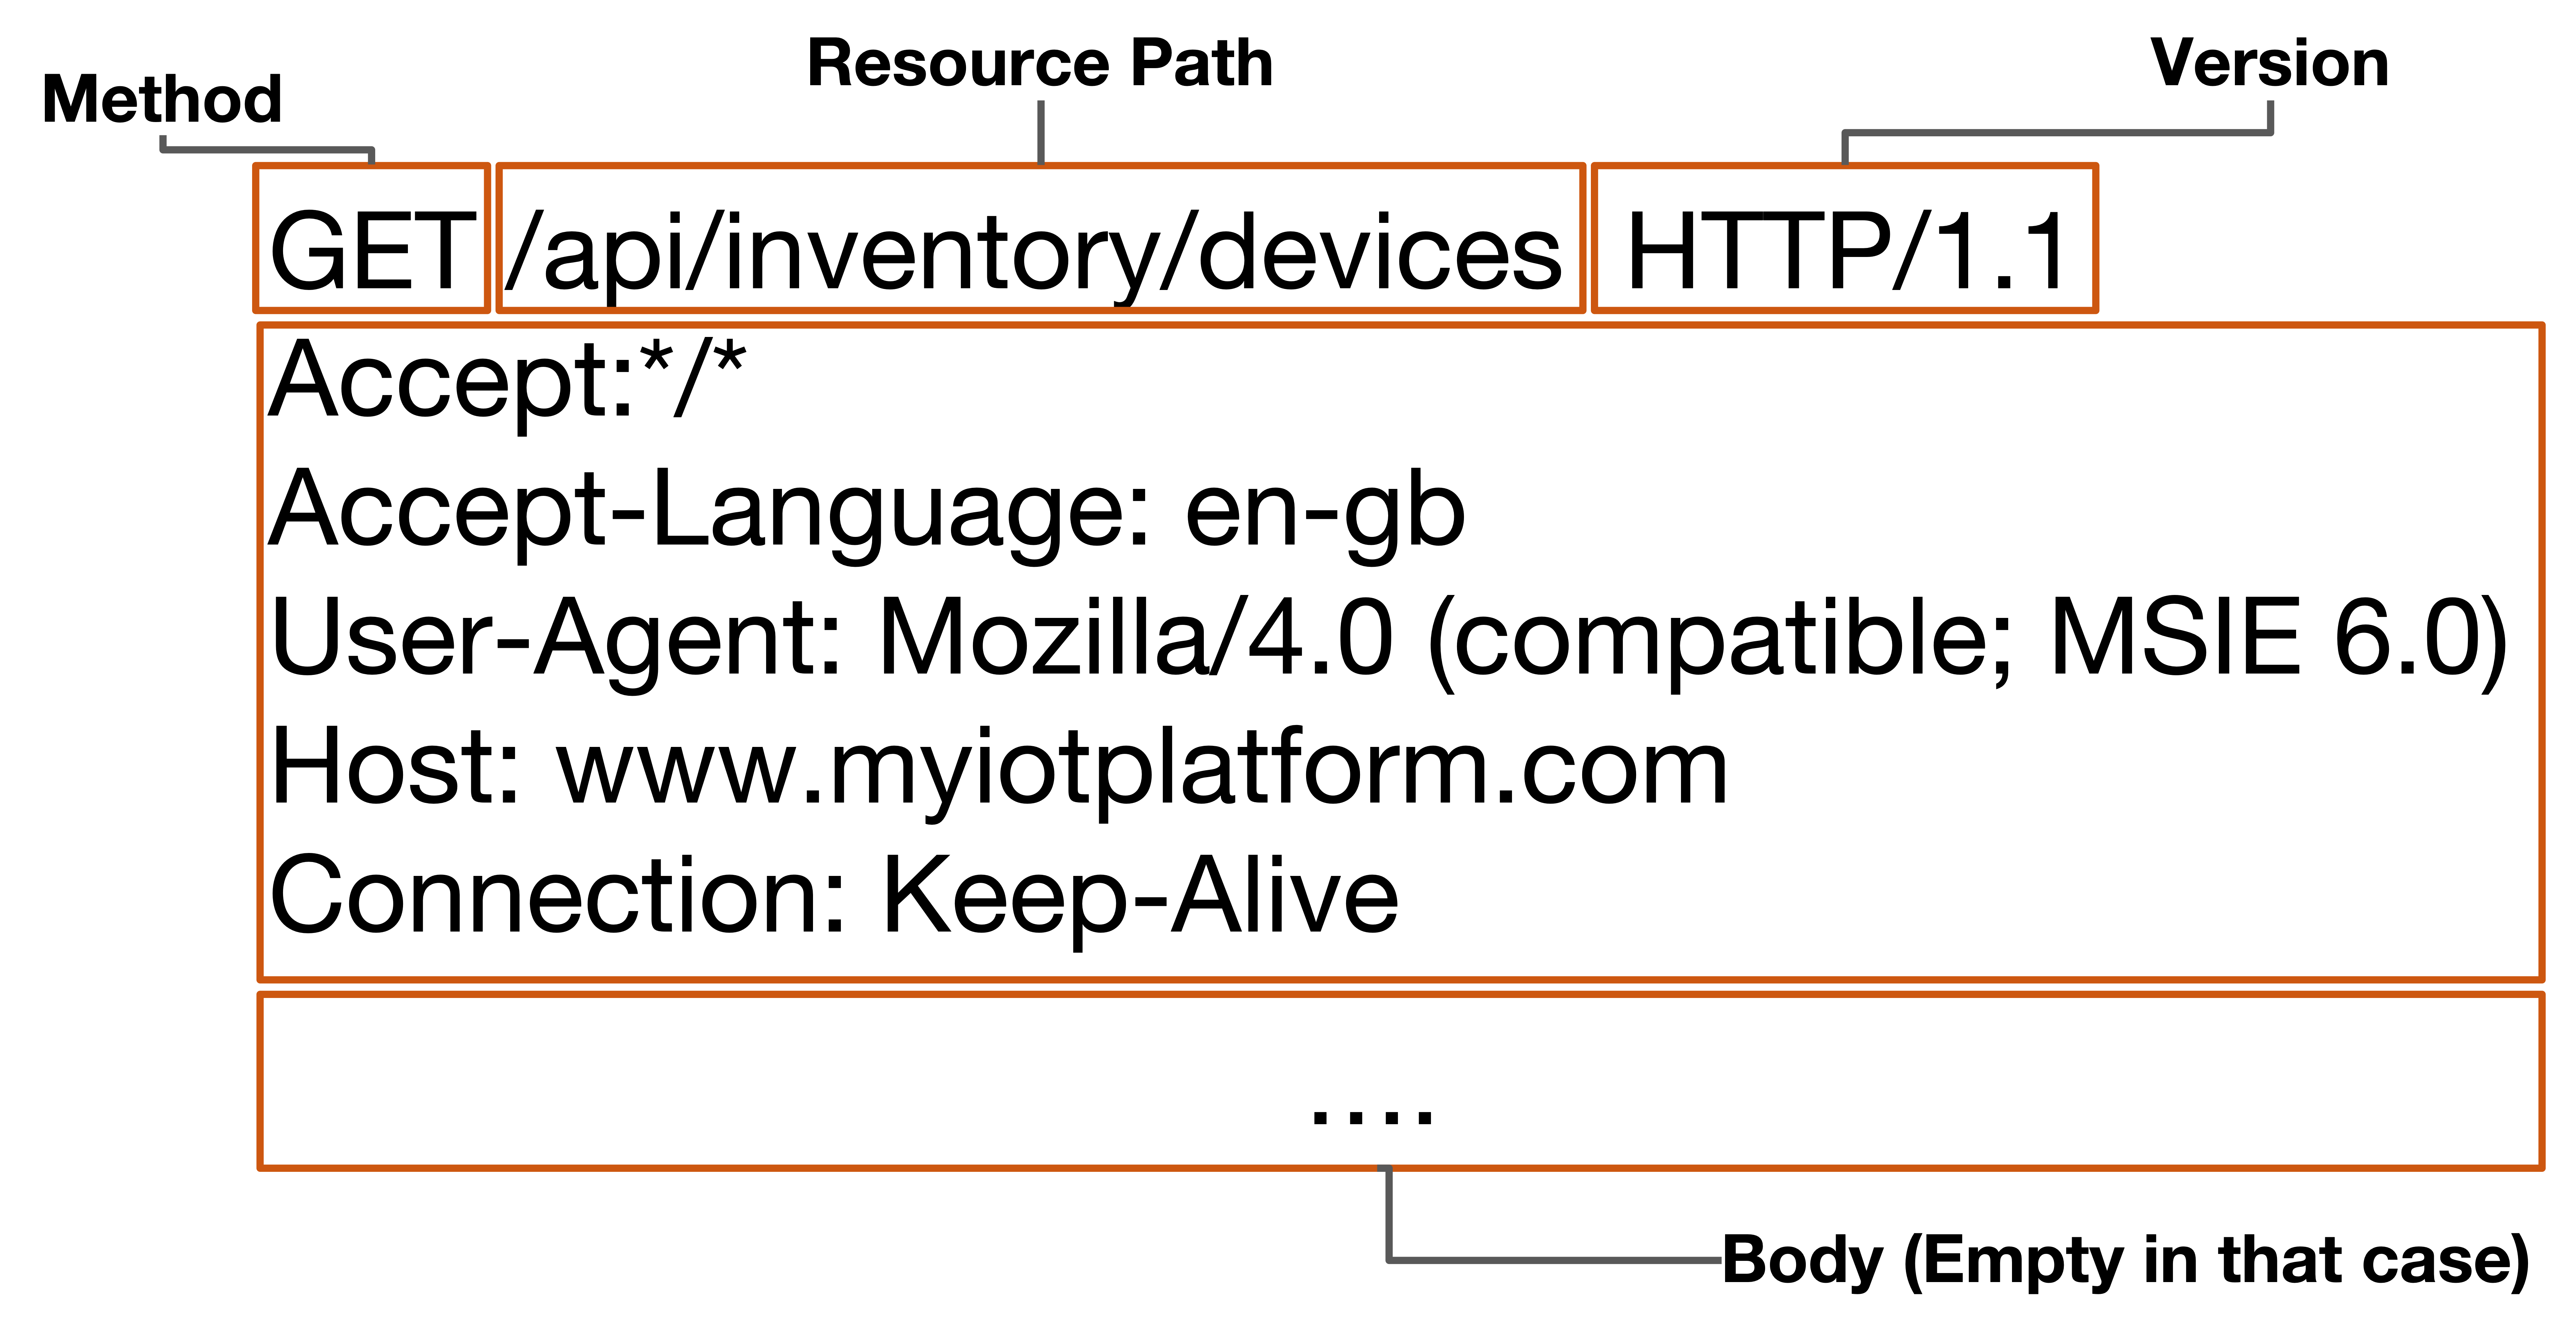 Resource Path
Version
Method
GET /api/inventory/devices HTTP/1.1
Accept:*/*
Accept-Language: en-gb
User-Agent: Mozilla/4.0 (compatible; MSIE 6.0)
Host: www.myiotplatform.com
Connection: Keep-Alive
....
Body (Empty in that case)